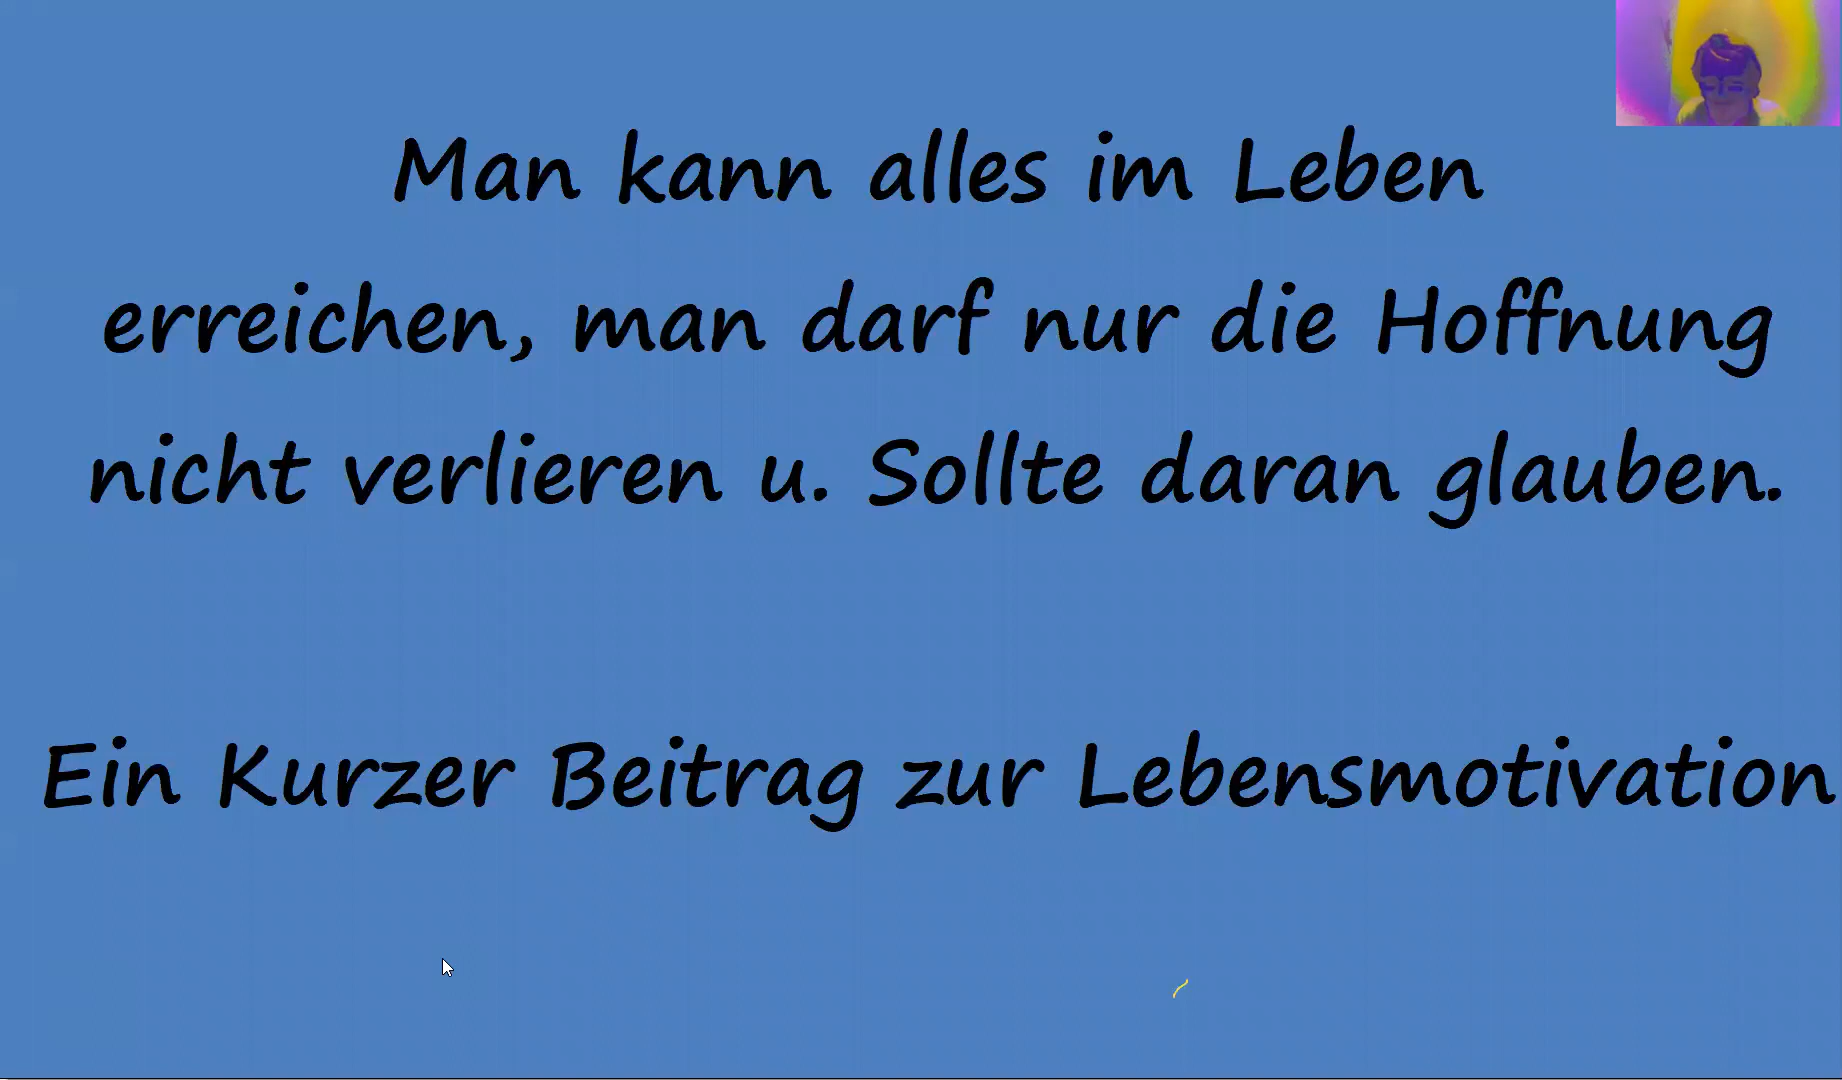 Man kann alles im Leben
erreichen, man darf nur die Hoffnung
nicht verlieren u. Sollte daran glauben.
Ein Kurzer Beitrag zur Lebensmotivation